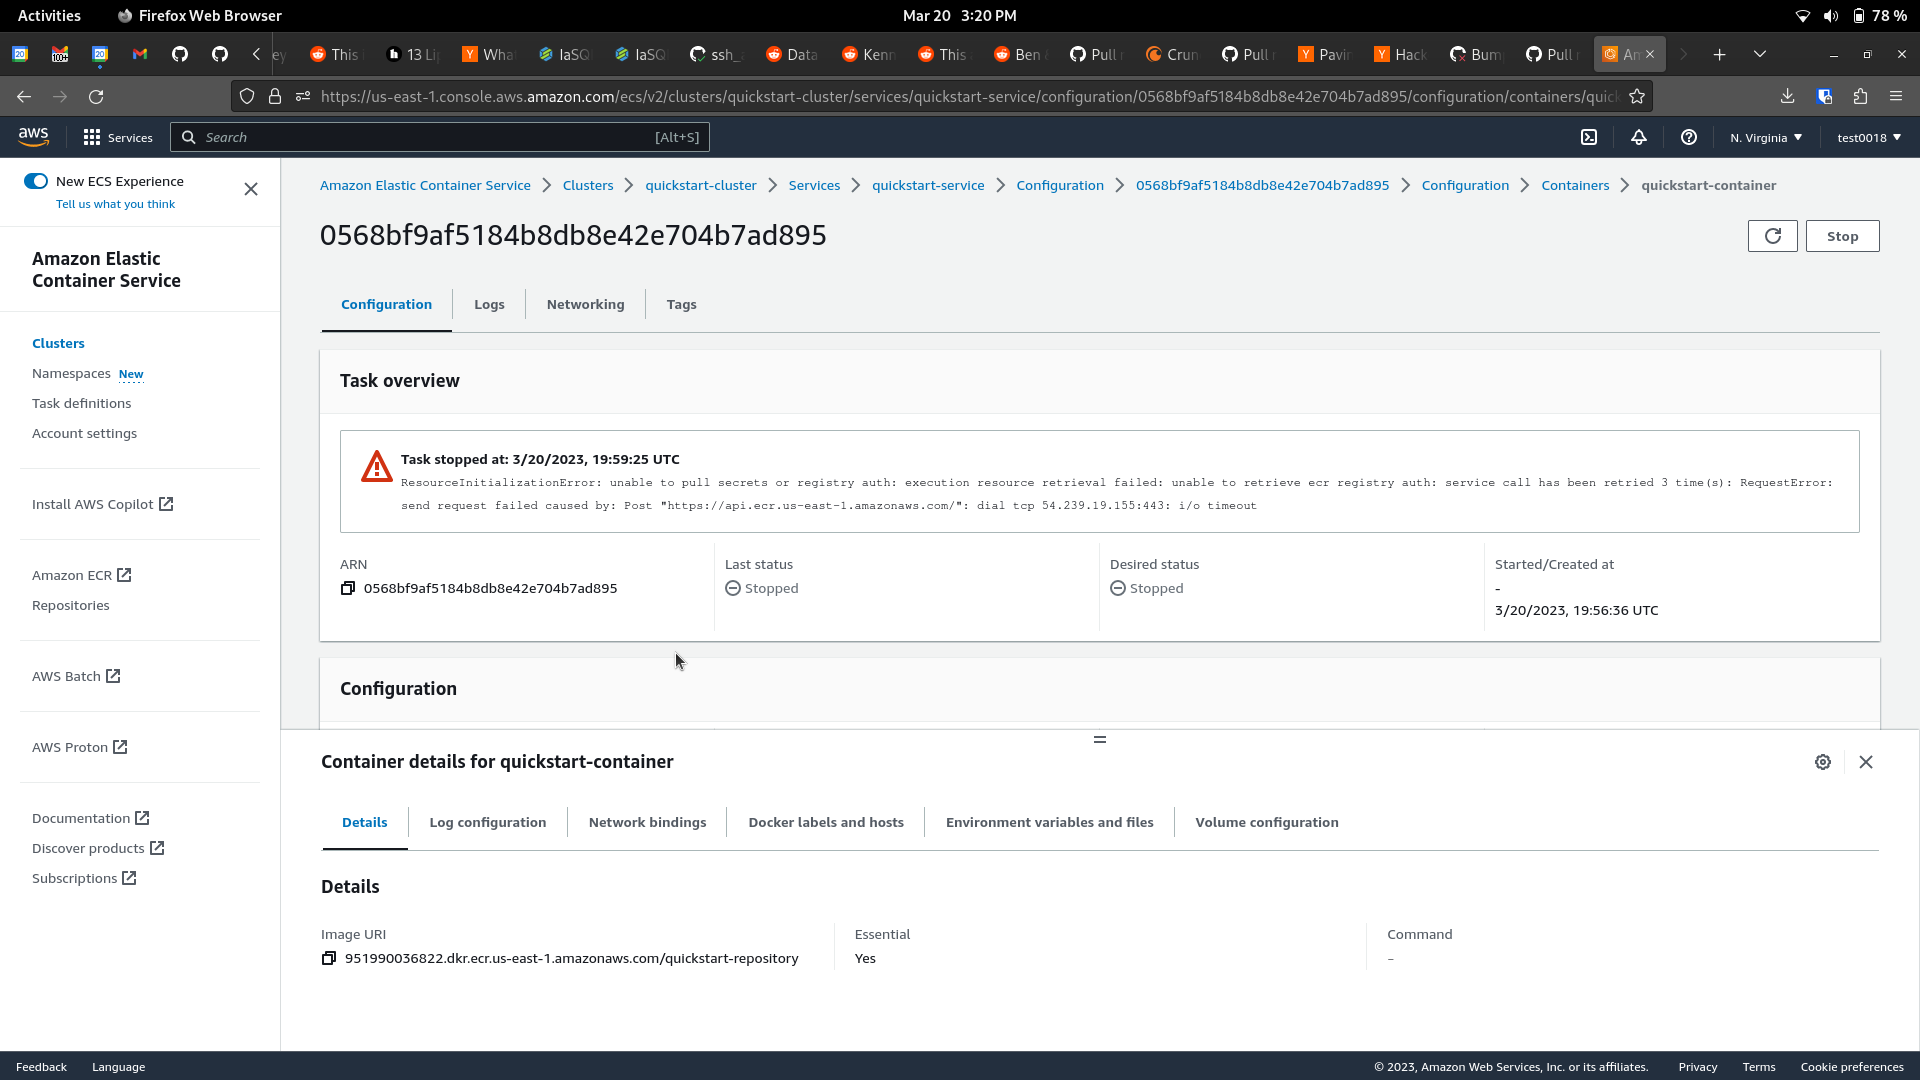 Activities
Firefox Web Browser
Mar 20 3:20 PM
78 %
ey
This
13 Li
Wha
IaSQ
IaSQ
ssh_
Data
Kenn
This
Ben
Pull r
Crun
Pull r
Pavin
Hack
Bum
Pull r
Am
https://us-east-1.console.aws.amazon.com/ecs/v2/clusters/quickstart-cluster/services/quickstart-service/configuration/0568bf9af5184b8db8e42e704b7ad895/configuration/containers/quick
aws
Services
Search
[Alt+S]
N. Virginia
test0018
New ECS Experience
Tell us what you think
Amazon Elastic Container Service
Clusters
quickstart-cluster
Services
quickstart-service
Configuration
0568bf9af5184b8db8e42e704b7ad895
Configuration
Containers
quickstart-container
0568bf9af5184b8db8e42e704b7ad895
Stop
Amazon Elastic
Container Service
Clusters
Namespaces New
Task definitions
Account settings
Install AWS Copilot
Amazon ECR
Repositories
AWS Batch
AWS Proton
Documentation
Discover products
Subscriptions
Configuration
Logs
Networking
Tags
Task overview
Task stopped at: 3/20/2023, 19:59:25 UTC
ResourceInitializationError: unable to pull secrets or registry auth: execution resource retrieval failed: unable to retrieve ecr registry auth: service call has been retried 3 time(s): RequestError:
send request failed caused by: Post "https://api.ecr.us-east-1.amazonaws.com/": dial tcp 54.239.19.155:443: i/o timeout
ARN
0568bf9af5184b8db8e42e704b7ad895
Last status
Stopped
Desired status
Stopped
Started/Created at
-
3/20/2023, 19:56:36 UTC
Configuration
Container details for quickstart-container
Details
Log configuration
Network bindings
Docker labels and hosts
Environment variables and files
Volume configuration
Details
Image URI
951990036822.dkr.ecr.us-east-1.amazonaws.com/quickstart-repository
Essential
Yes
Command
–
Feedback
Language
© 2023, Amazon Web Services, Inc. or its affiliates.
Privacy
Terms
Cookie preferences